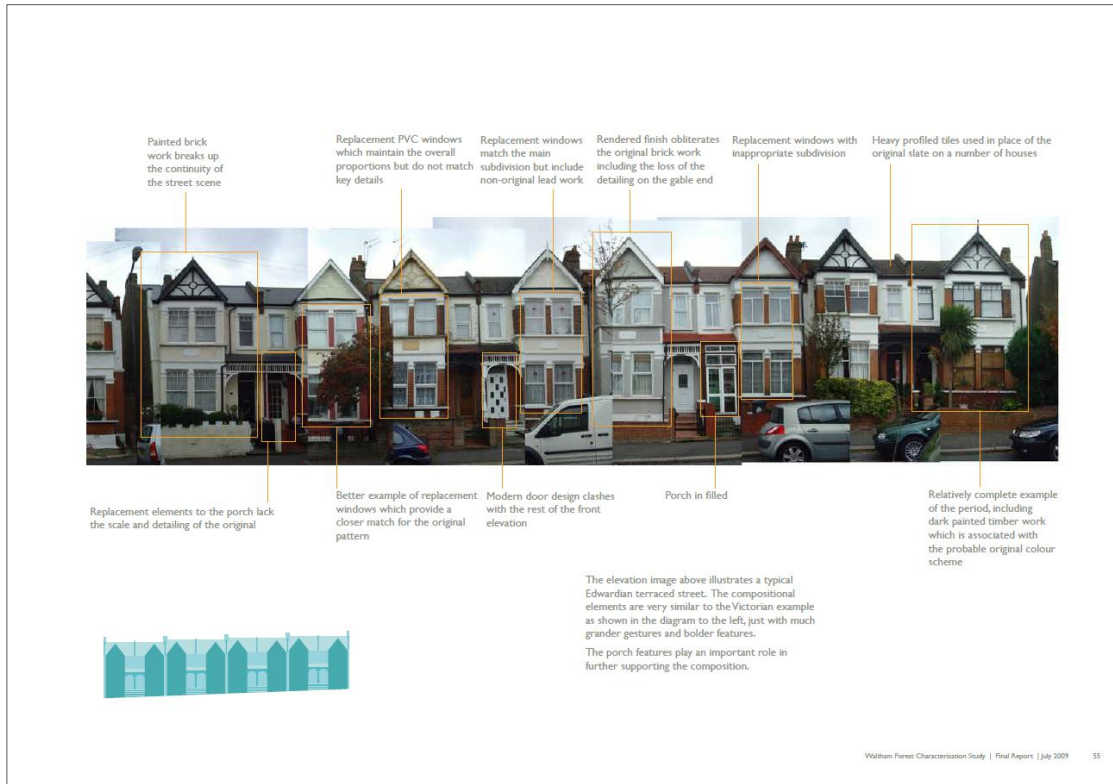 Painted brick
work breaks up
the continuity of
the street scene
Replacement PVC windows
which maintain the overall
proportions but do not match
key details
Replacement windows
match the main
subdivision but include
non-original lead work
Rendered finish obliterates
the original brick work
including the loss of the
detailing on the gable end
Replacement windows with
inappropriate subdivision
Heavy profiled tiles used in place of the
original slate on a number of houses
Replacement elements to the porch lack
the scale and detailing of the original
Better example of replacement
windows which provide a
closer match for the original
pattern
Modern door design clashes
with the rest of the front
elevation
Porch in filled
Relatively complete example
of the period, including
dark painted timber work
which is associated with
the probable original colour
scheme
The elevation image above illustrates a typical
Edwardian terraced street. The compositional
elements are very similar to the Victorian example
as shown in the diagram to the left, just with much
grander gestures and bolder features.
The porch features play an important role in
further supporting the composition.
Waltham Forest Characterisation Study | Final Report | July 2009 55